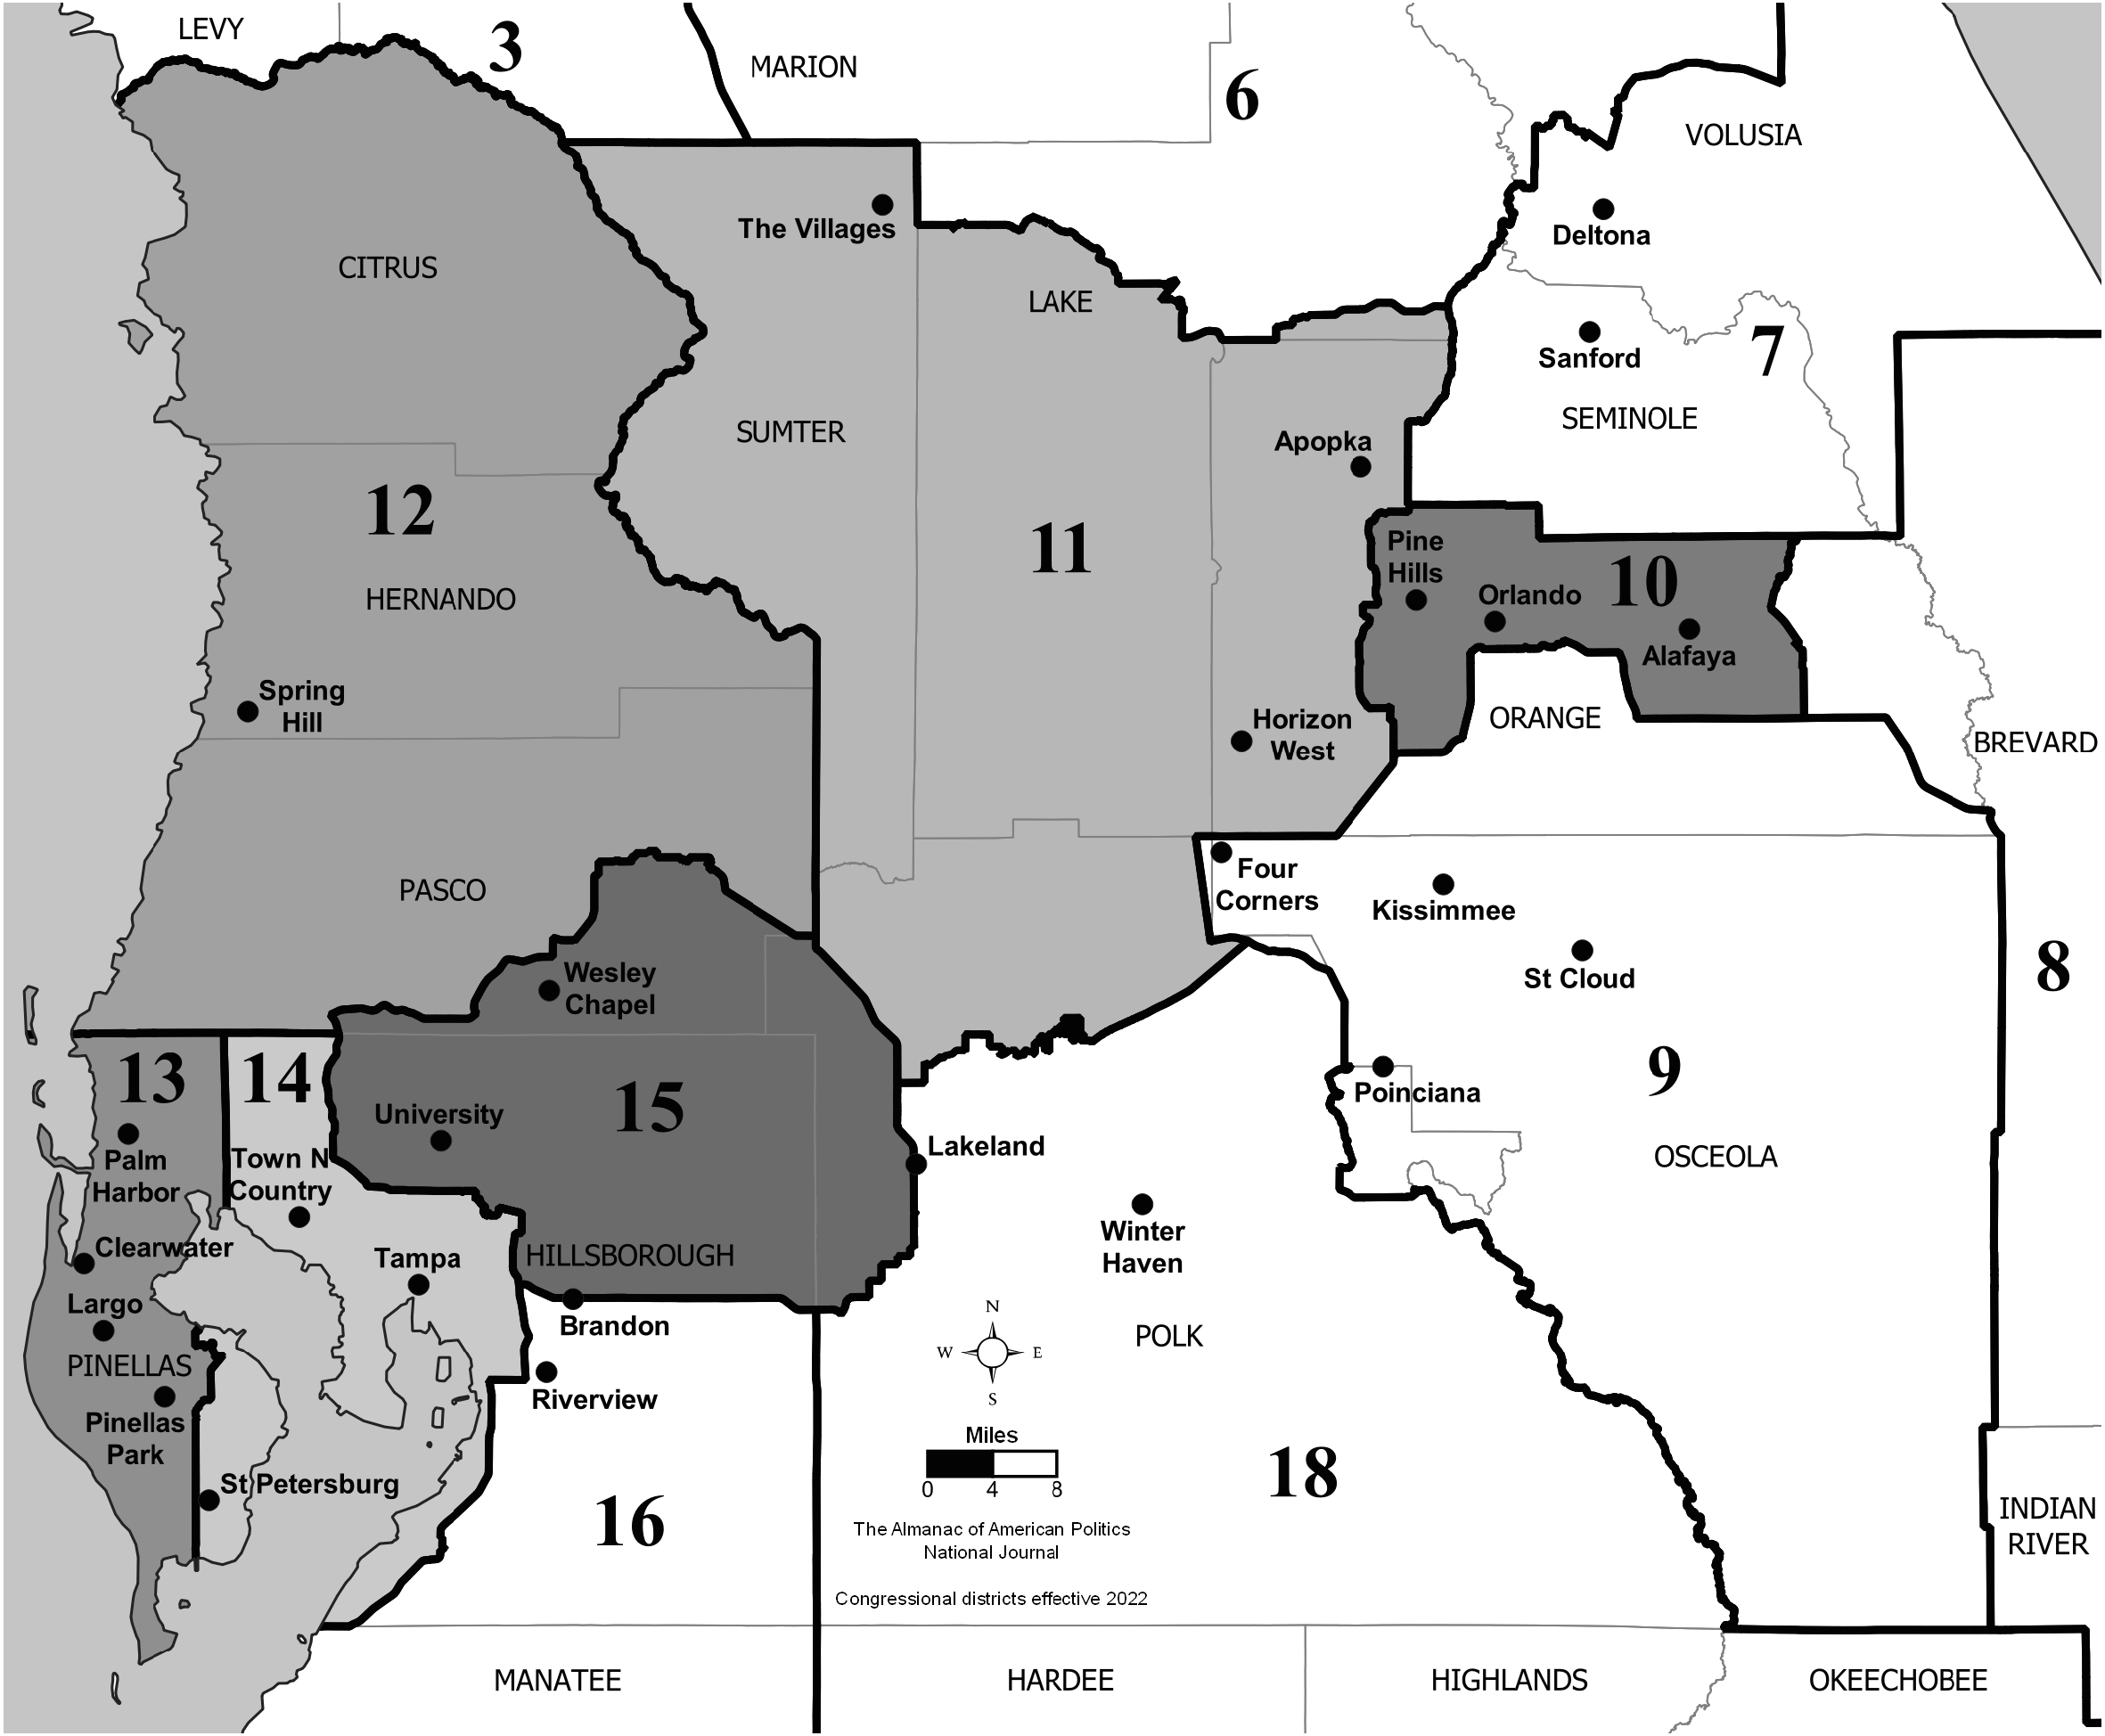 LEVY
3
MARION
6
VOLUSIA
The Villages
Deltona
CITRUS
LAKE
Sanford
7
SUMTER
SEMINOLE
Apopka
12
11
Pine
Hills
10
Orlando
HERNANDO
Alafaya
Spring
Hill
Horizon
West
ORANGE
BREVARD
PASCO
Four
Corners
Kissimmee
St Cloud
8
Wesley
Chapel
13
14
15
9
University
Poinciana
Palm
Harbor
Town N
Country
Lakeland
OSCEOLA
Clearwater
Tampa
HILLSBOROUGH
Winter
Haven
Largo
Brandon
POLK
PINELLAS
Riverview
Pinellas
Park
St Petersburg
N
W
E
S
Miles
0 4 8
18
16
INDIAN
RIVER
The Almanac of American Politics
National Journal
Congressional districts effective 2022
MANATEE
HARDEE
HIGHLANDS
OKEECHOBEE